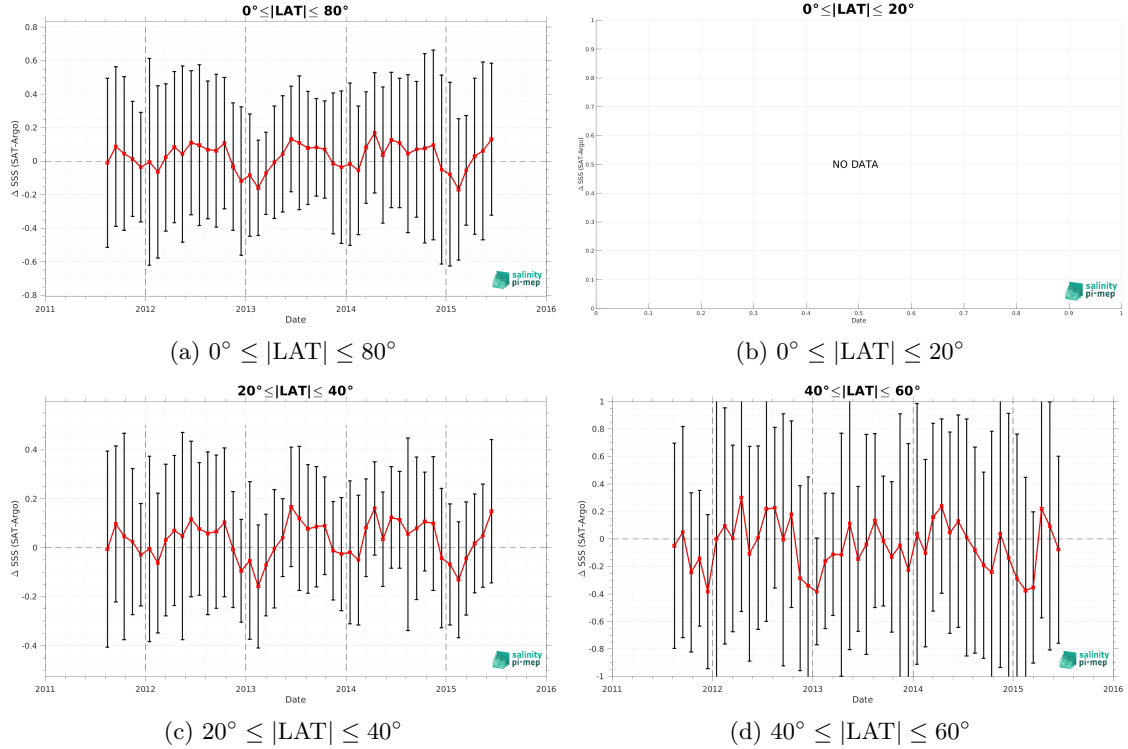 0°≤|LAT|≤ 80°
Δ SSS (SAT-Argo)
0.8
0.6
0.4
0.2
0
-0.2
-0.4
-0.6
-0.8
2011 2012 2013 2014 2015 2016
Date
salinity
pi-mep
(a) 0° ≤ |LAT| ≤ 80°
0°≤|LAT|≤ 20°
Δ SSS (SAT-Argo)
1
0.9
0.8
0.7
0.6
0.5
0.4
0.3
0.2
0.1
0
NO DATA
0 0.1 0.2 0.3 0.4 0.5 0.6 0.7 0.8 0.9 1
Date
salinity
pi-mep
(b) 0° ≤ |LAT| ≤ 20°
20°≤|LAT|≤ 40°
Δ SSS (SAT-Argo)
0.4
0.2
0
-0.2
-0.4
2011 2012 2013 2014 2015 2016
Date
salinity
pi-mep
(c) 20° ≤ |LAT| ≤ 40°
40°≤|LAT|≤ 60°
Δ SSS (SAT-Argo)
1
0.8
0.6
0.4
0.2
0
-0.2
-0.4
-0.6
-0.8
-1
2011 2012 2013 2014 2015 2016
Date
salinity
pi-mep
(d) 40° ≤ |LAT| ≤ 60°